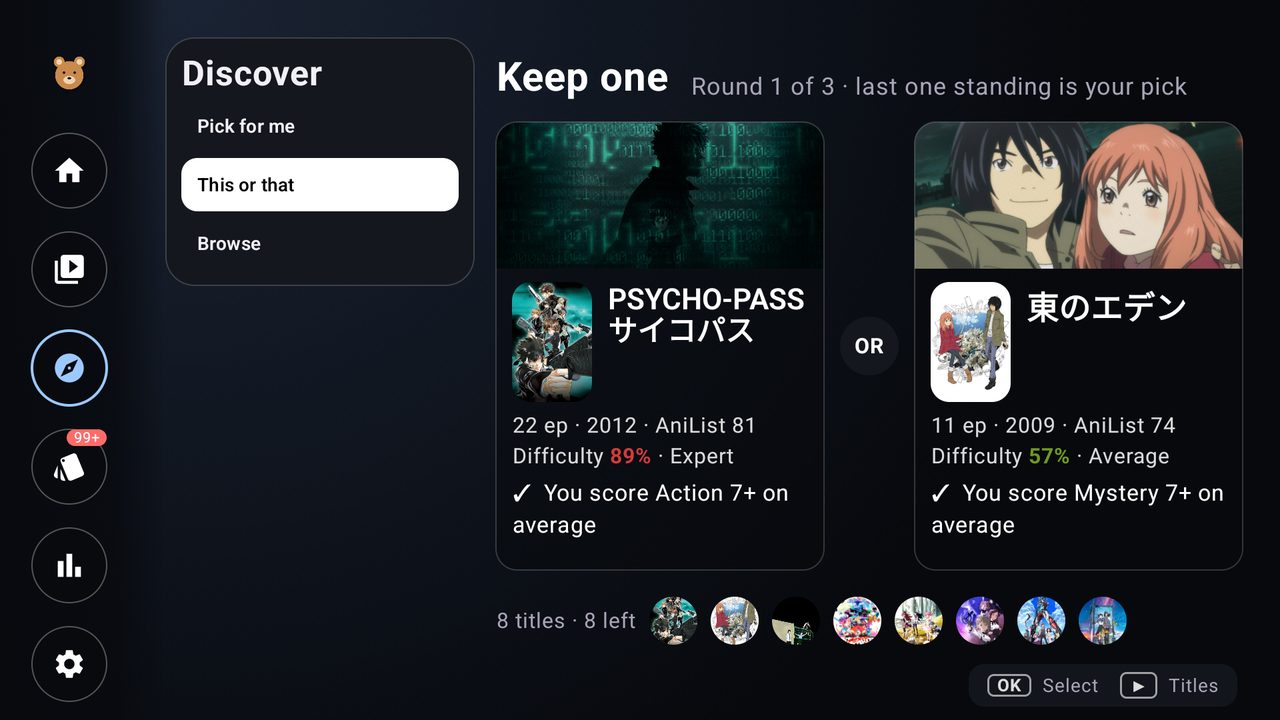 Discover
Pick for me
This or that
Browse
99+
Keep one
Round 1 of 3 · last one standing is your pick
PSYCHO-PASS
サイコパス
22 ep · 2012 · AniList 81
Difficulty 89% · Expert
✓ You score Action 7+ on
average
OR
東のエデン
11 ep · 2009 · AniList 74
Difficulty 57% · Average
✓ You score Mystery 7+ on
average
8 titles · 8 left
OK Select ▶ Titles